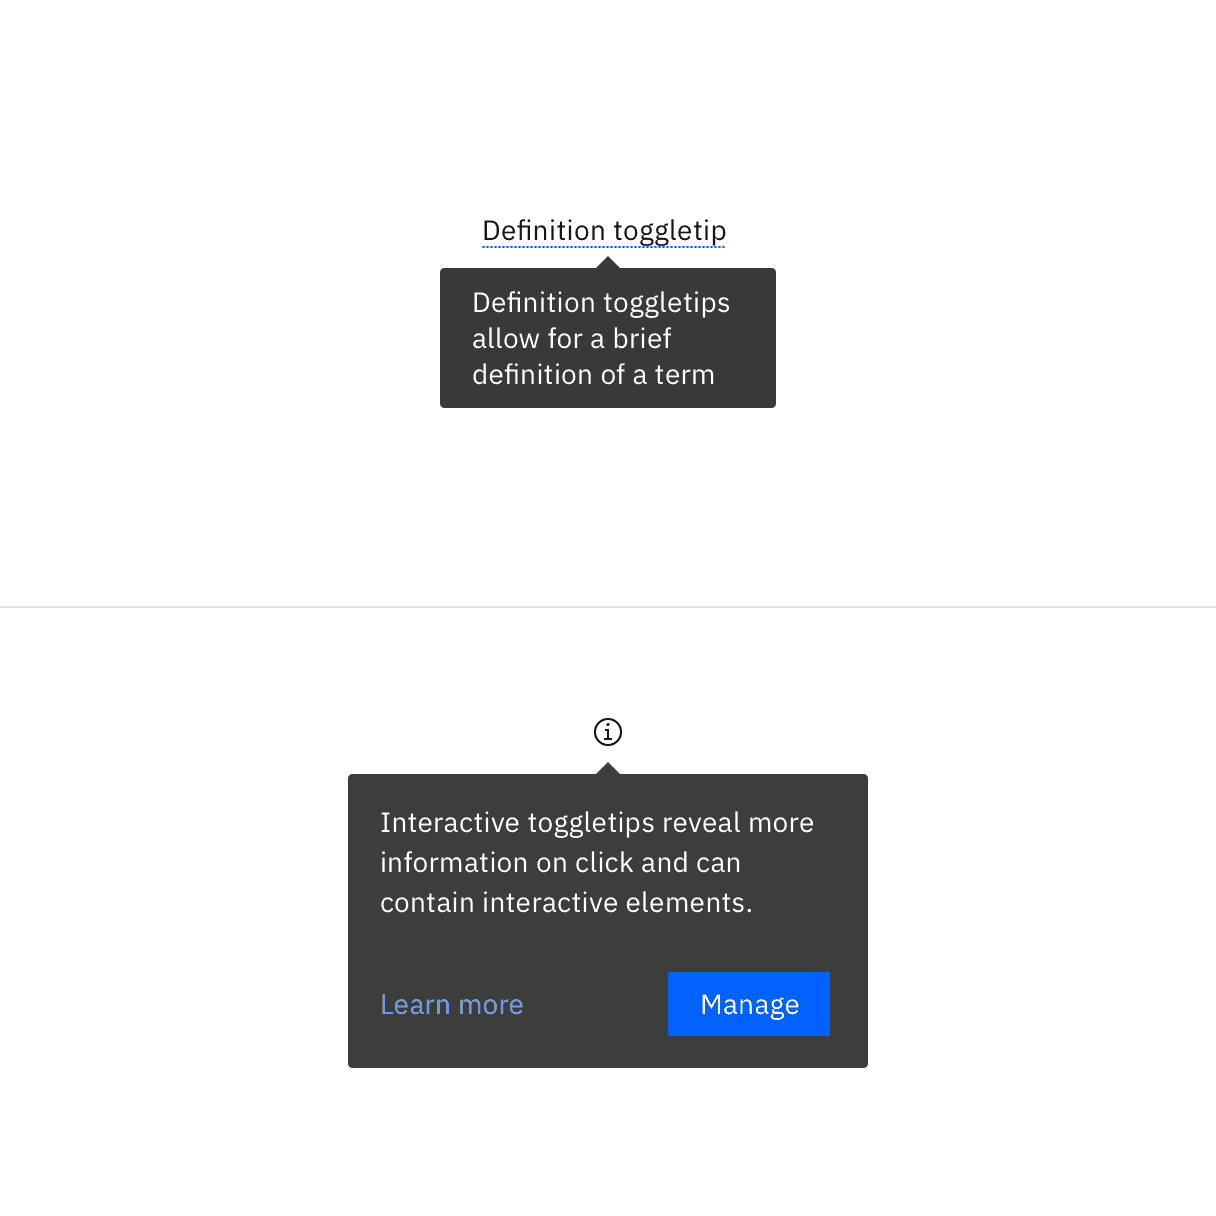 Definition toggletip
Definition toggletips
allow for a brief
definition of a term
Interactive toggletips reveal more
information on click and can
contain interactive elements.
Learn more
Manage